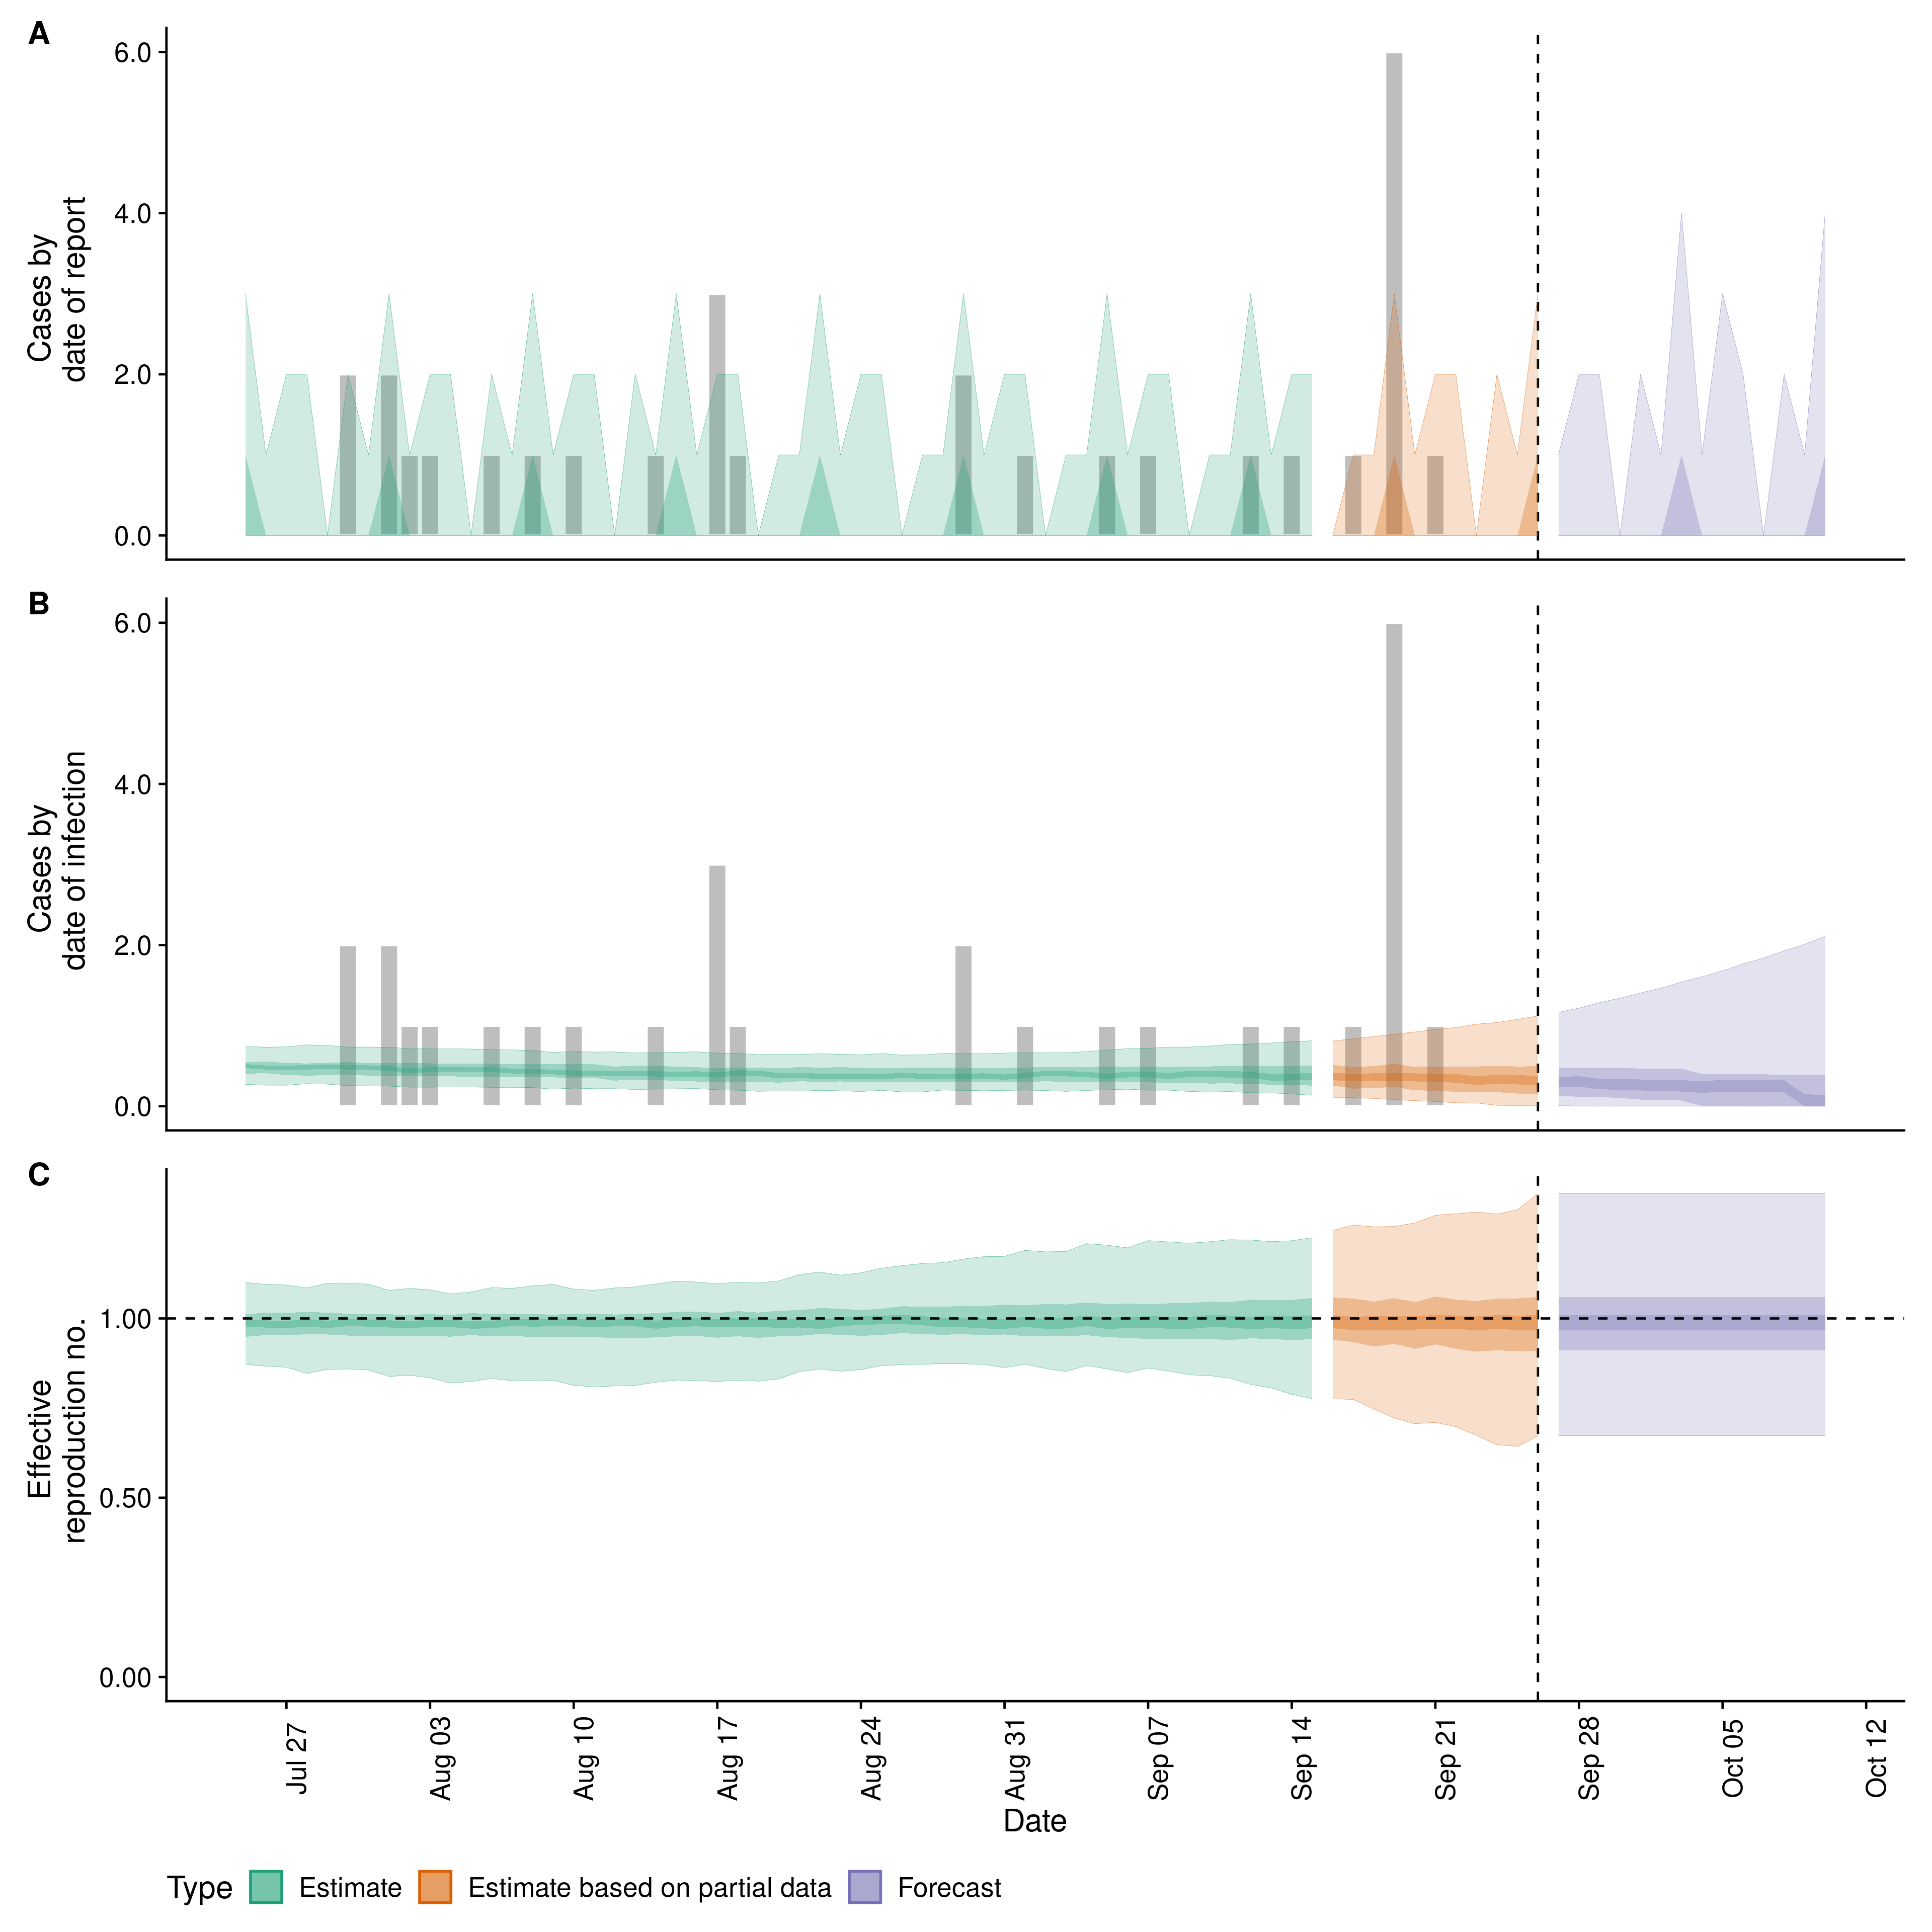 A
6.0
4.0
2.0
0.0
Cases by
date of report
B
6.0
4.0
2.0
0.0
Cases by
date of infection
C
1.00
0.50
0.00
Effective
reproduction no.
Jul 27
Aug 03
Aug 10
Aug 17
Aug 24
Aug 31
Sep 07
Sep 14
Sep 21
Sep 28
Oct 05
Oct 12
Date
Type Estimate Estimate based on partial data Forecast